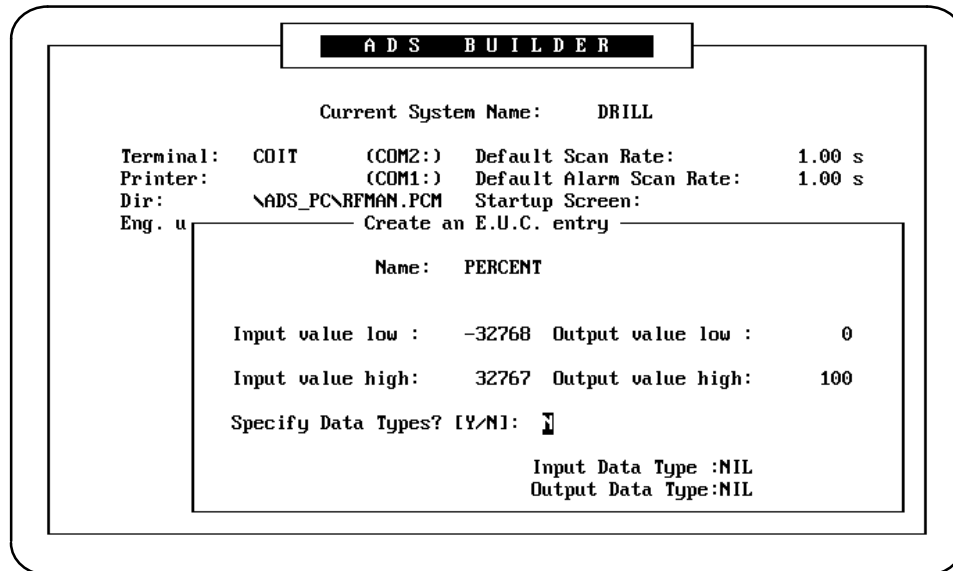 ADS BUILDER
Current System Name: DRILL
Terminal: COIT (COM2:) Default Scan Rate: 1.00 s
Printer: (COM1:) Default Alarm Scan Rate: 1.00 s
Dir: \ADS_PC\RFMAN.PCM Startup Screen:
Eng. u
Create an E.U.C. entry
Name: PERCENT
Input value low : -32768 Output value low : 0
Input value high: 32767 Output value high: 100
Specify Data Types? [Y/N]: N
Input Data Type :NIL
Output Data Type:NIL